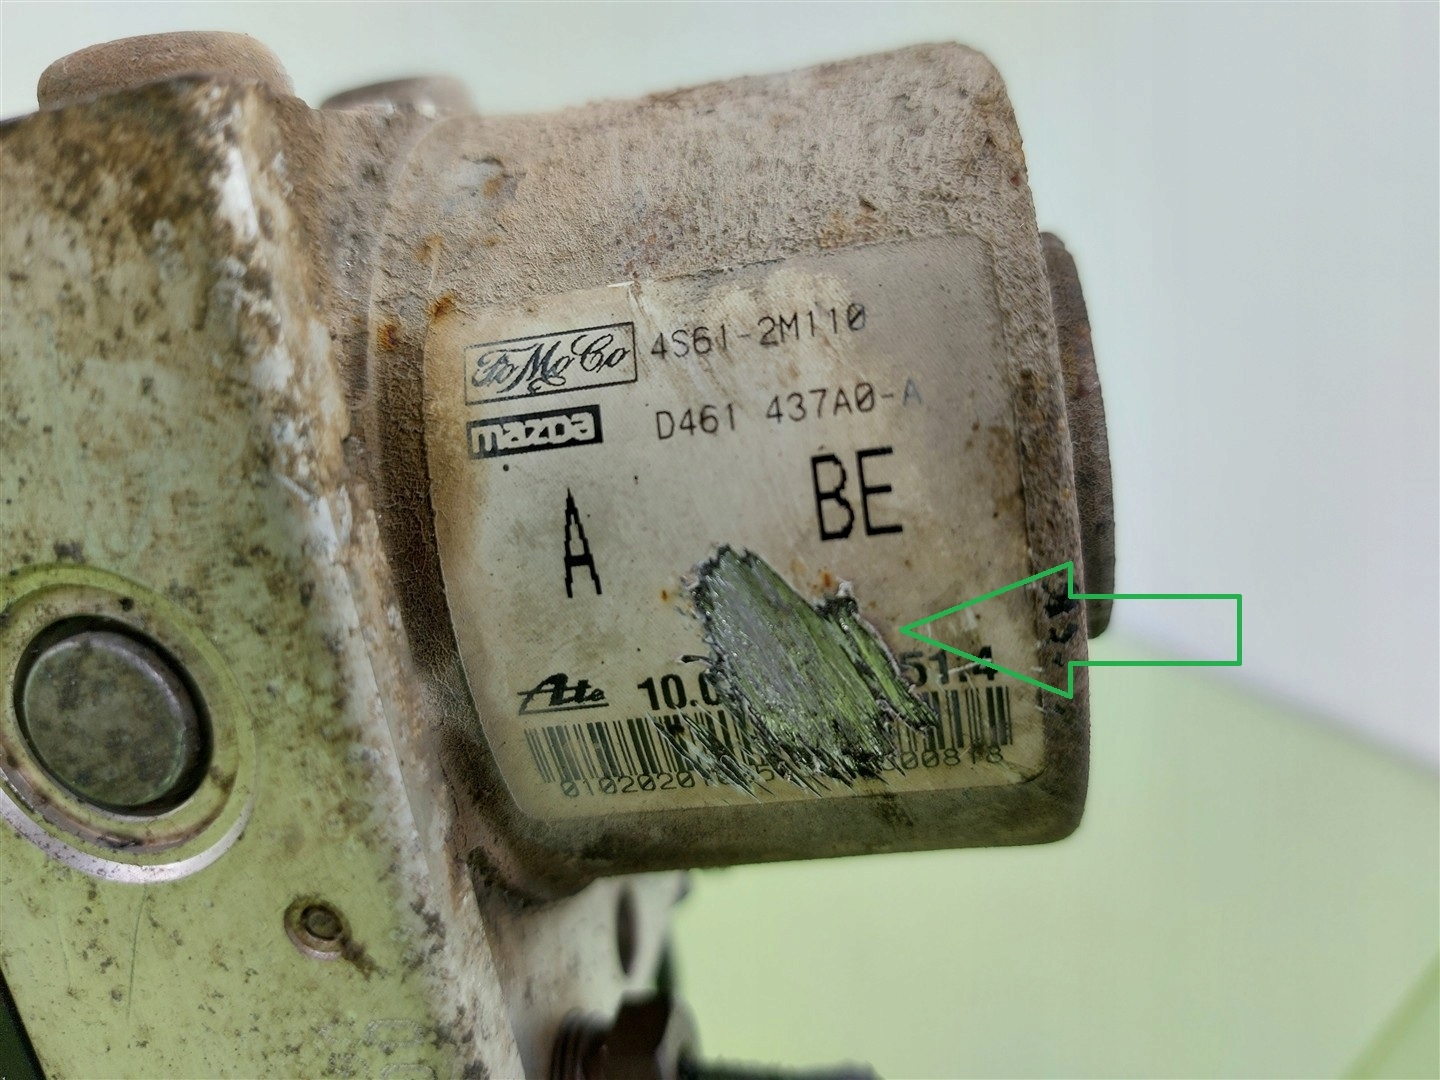 FoMoCo 4S61-2M110
mazda D461 437A0-A
A BE
Ate 10.0 51.4